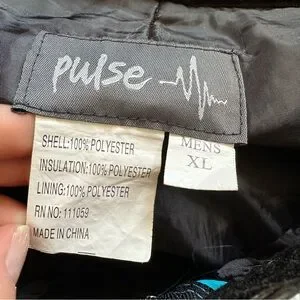 pulse
SHELL:100% POLYESTER
INSULATION:100% POLYESTER
LINING:100% POLYESTER
RN NO: 111059
MADE IN CHINA
MENS
XL